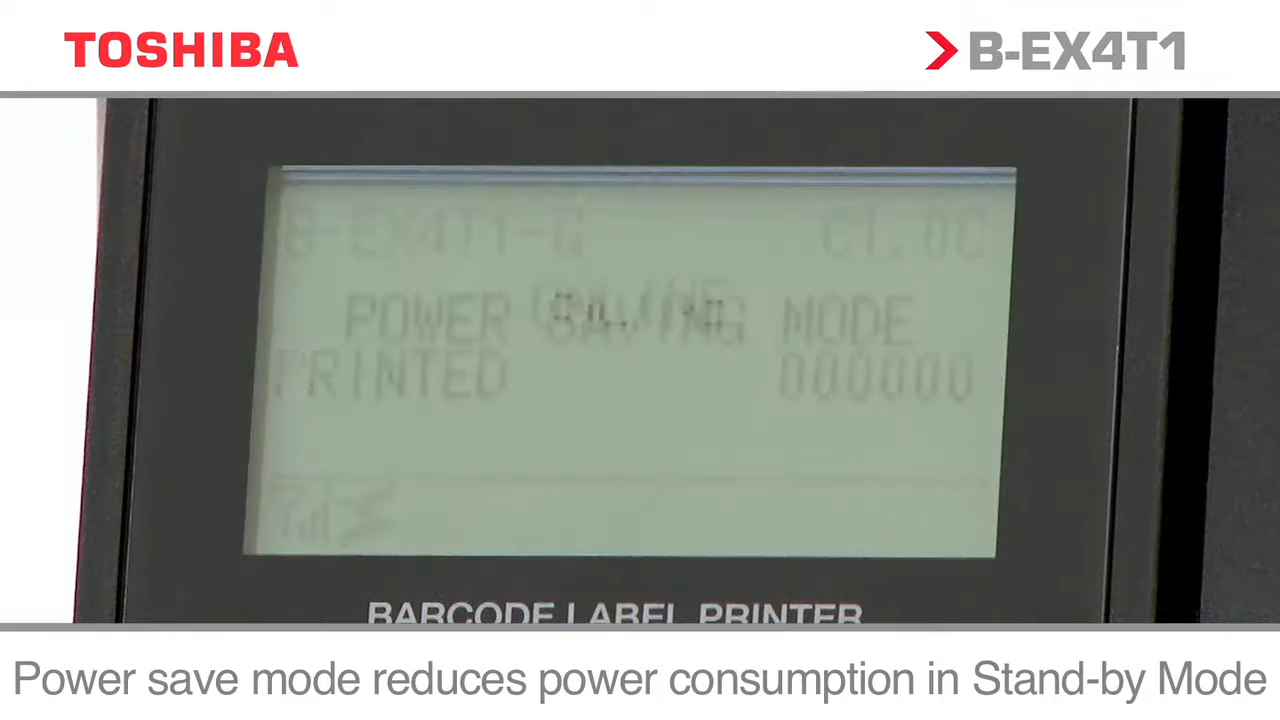 TOSHIBA
B-EX4T1
B-EX4T1-G C1.0C
ONLINE
POWER SAVING MODE
PRINTED 000000
BARCODE LABEL PRINTER
Power save mode reduces power consumption in Stand-by Mode